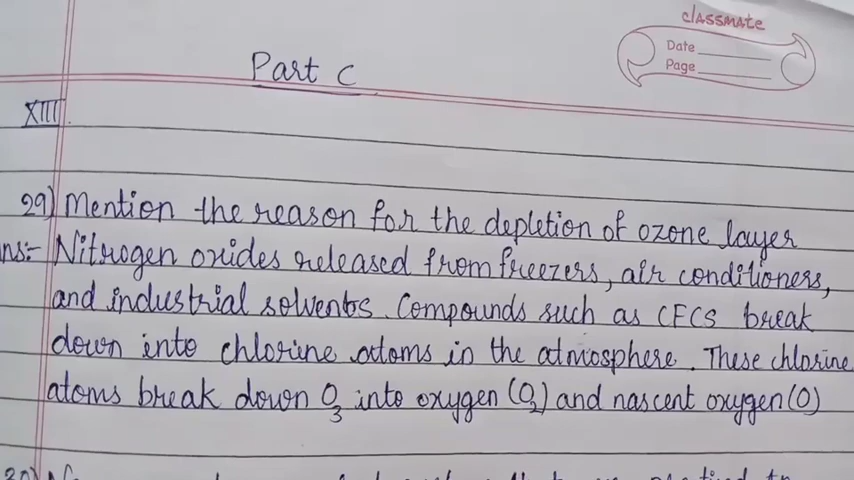 classmate
Date
Page
Part C
XIII.
29) Mention the reason for the depletion of ozone layer
ns:- Nitrogen oxides released from freezers, air conditioners,
and industrial solvents. Compounds such as CFCS break
down into chlorine atoms in the atmosphere. These chlorine
atoms break down O₃ into oxygen (O₂) and nascent oxygen (O)